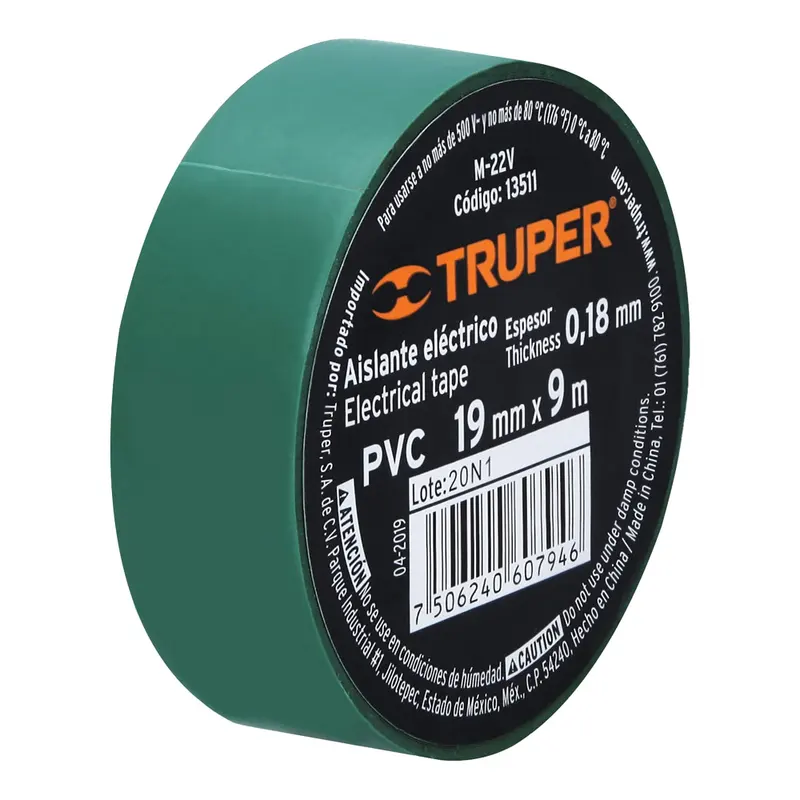 Para usarse a no más de 500 V~ y no más de 80 °C (176 °F) 0 °C a 80 °C
M-22V
Código: 13511
TRUPER®
Aislante eléctrico
Electrical tape
Espesor
Thickness
0,18 mm
PVC 19 mm x 9 m
Lote: 20N1
04-2019
7 506240 607946
ATENCIÓN No se use en condiciones de húmedad.
CAUTION Do not use under damp conditions.
Importado por: Truper, S.A. de C.V. Parque Industrial #1, Jilotepec, Estado de México, Méx., C.P. 54240, Hecho en China / Made in China, Tel.: 01 (761) 782 9100. www.truper.com